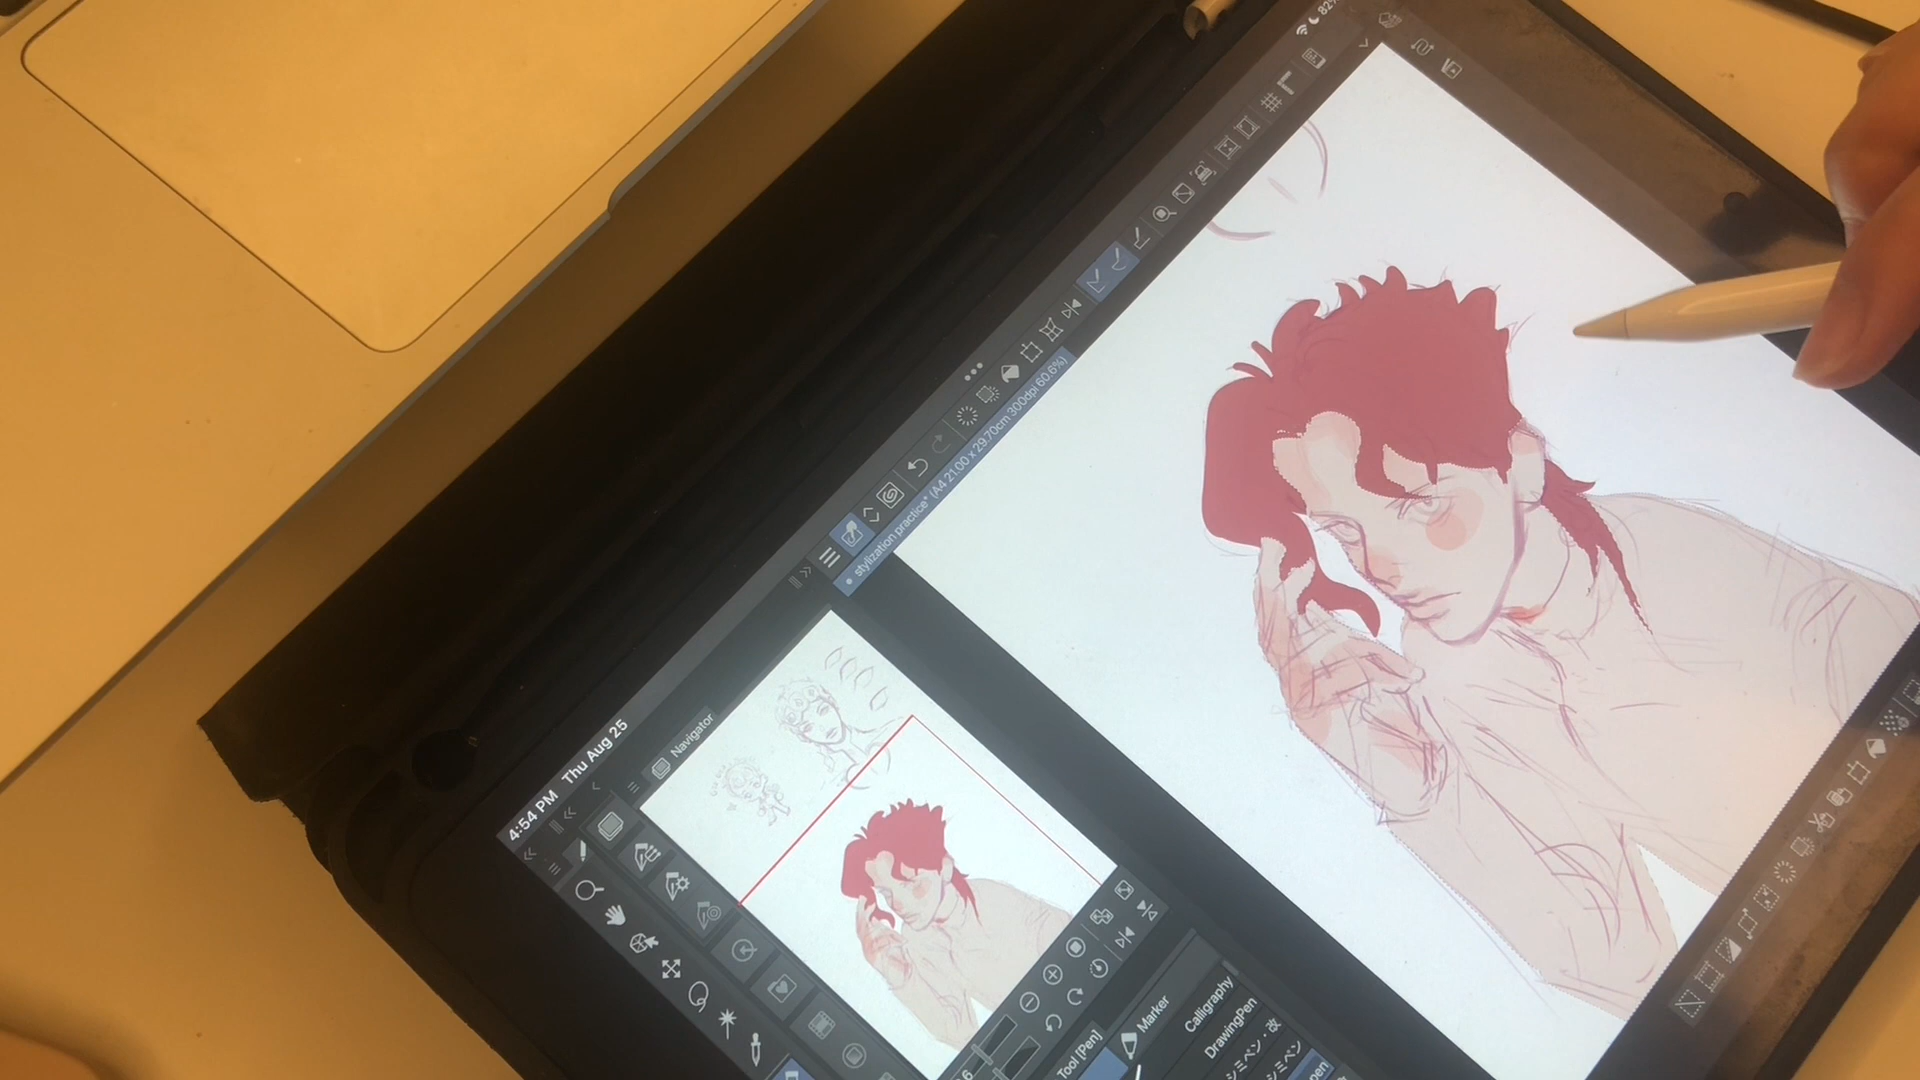 4:54 PM Thu Aug 25
82%
stylization practice* (A4 21.00 x 29.70cm 300dpi 60.6%)
Navigator
Tool [Pen]
Marker
Calligraphy
DrawingPen
シミペン・改
シミペン
pen